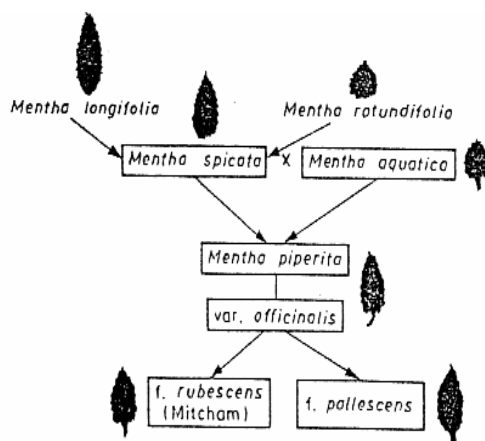 Mentha longifolia
Mentha rotundifolia
Mentha spicata x Mentha aquatica
Mentha piperita
var. officinalis
f. rubescens
(Mitcham)
f. pallescens